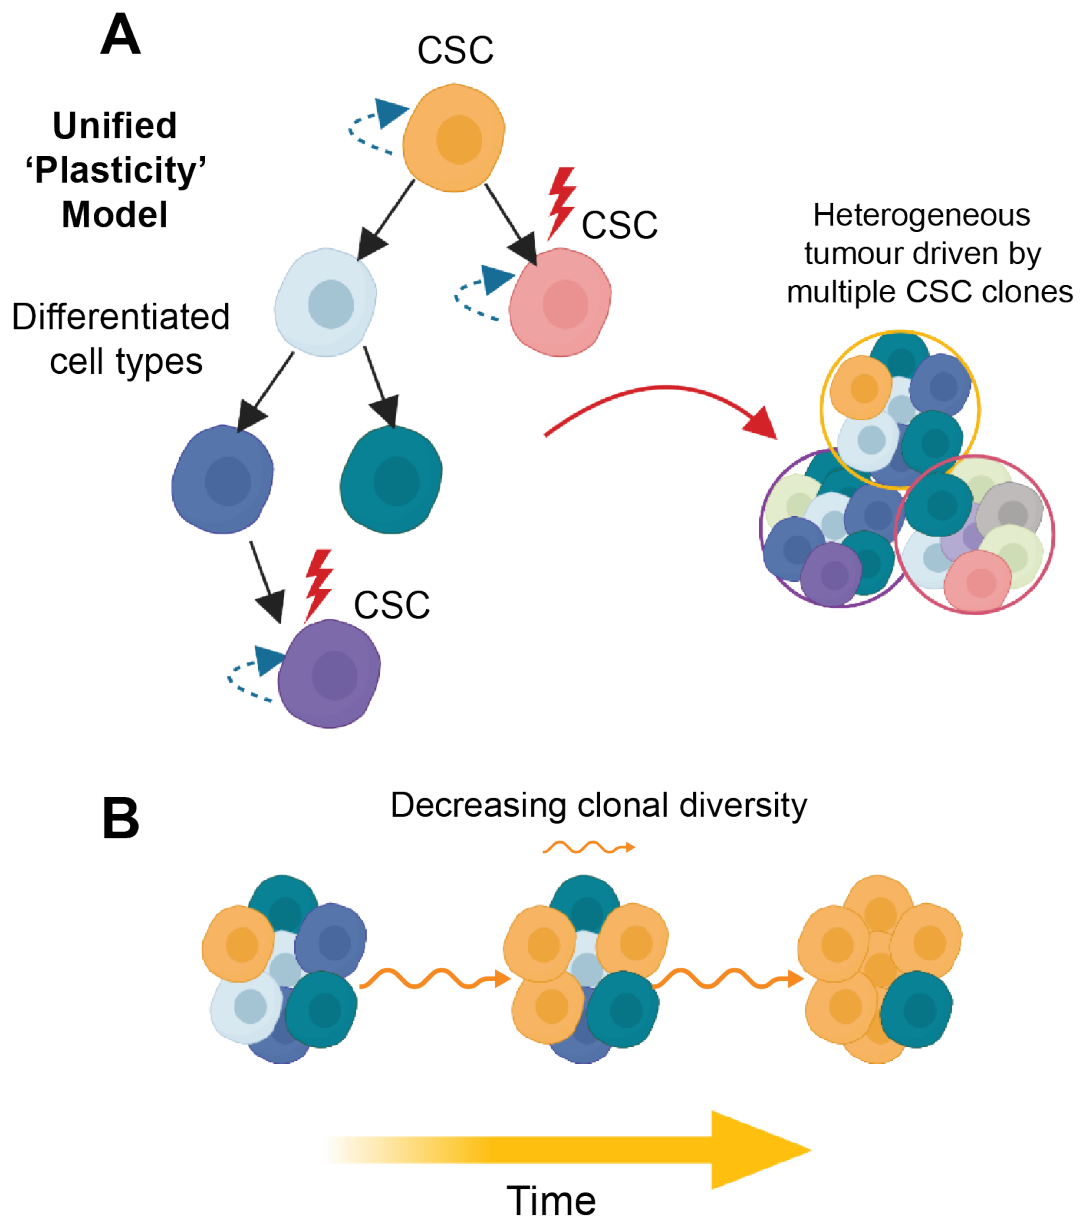 A
CSC
Unified
‘Plasticity’
Model
CSC
Differentiated
cell types
Heterogeneous
tumour driven by
multiple CSC clones
CSC
B
Decreasing clonal diversity
Time